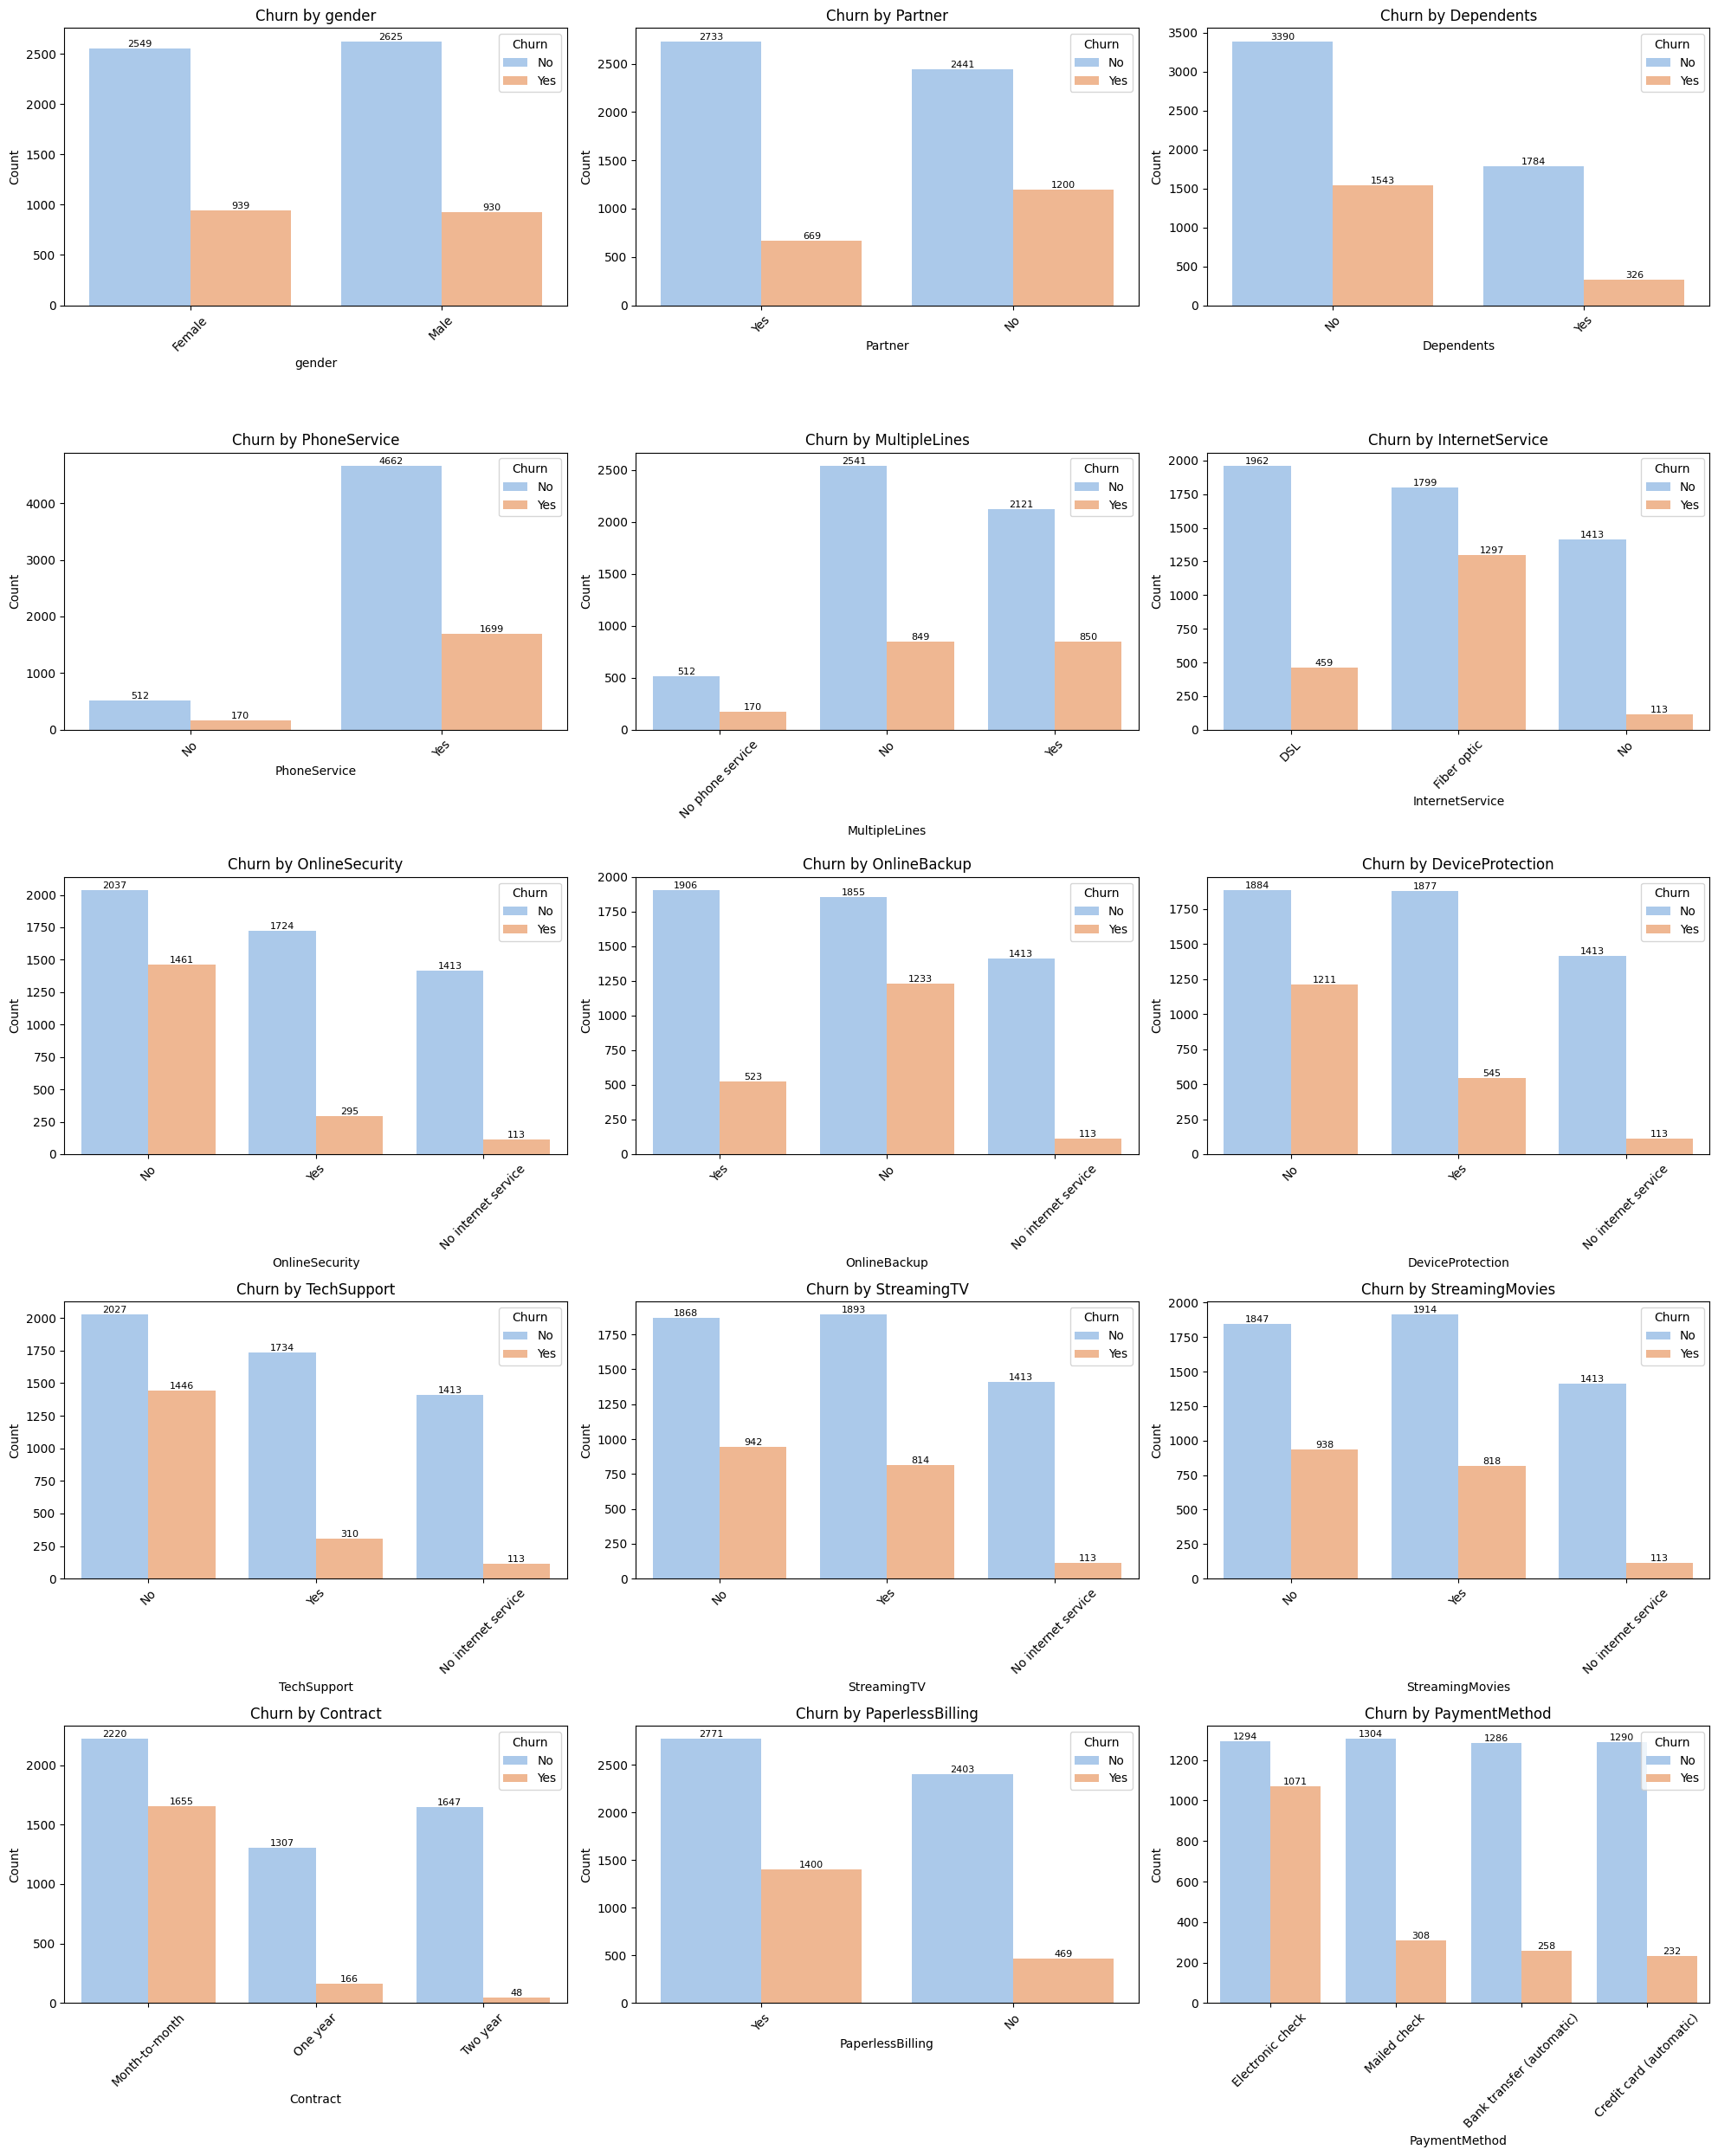 Churn by gender
2549
2625
939
930
Churn
No
Yes
2500
2000
1500
1000
500
0
Count
Female
Male
gender
Churn by Partner
2733
2441
1200
669
Churn
No
Yes
2500
2000
1500
1000
500
0
Count
Yes
No
Partner
Churn by Dependents
3390
1784
1543
326
Churn
No
Yes
3500
3000
2500
2000
1500
1000
500
0
Count
No
Yes
Dependents
Churn by PhoneService
4662
1699
512
170
Churn
No
Yes
4000
3000
2000
1000
0
Count
No
Yes
PhoneService
Churn by MultipleLines
2541
2121
849
850
512
170
Churn
No
Yes
2500
2000
1500
1000
500
0
Count
No phone service
No
Yes
MultipleLines
Churn by InternetService
1962
1799
1413
1297
459
113
Churn
No
Yes
2000
1750
1500
1250
1000
750
500
250
0
Count
DSL
Fiber optic
No
InternetService
Churn by OnlineSecurity
2037
1724
1461
1413
295
113
Churn
No
Yes
2000
1750
1500
1250
1000
750
500
250
0
Count
No
Yes
No internet service
OnlineSecurity
Churn by OnlineBackup
1906
1855
1413
1233
523
113
Churn
No
Yes
2000
1750
1500
1250
1000
750
500
250
0
Count
Yes
No
No internet service
OnlineBackup
Churn by DeviceProtection
1884
1877
1413
1211
545
113
Churn
No
Yes
1750
1500
1250
1000
750
500
250
0
Count
No
Yes
No internet service
DeviceProtection
Churn by TechSupport
2027
1734
1446
1413
310
113
Churn
No
Yes
2000
1750
1500
1250
1000
750
500
250
0
Count
No
Yes
No internet service
TechSupport
Churn by StreamingTV
1868
1893
1413
942
814
113
Churn
No
Yes
1750
1500
1250
1000
750
500
250
0
Count
No
Yes
No internet service
StreamingTV
Churn by StreamingMovies
1847
1914
1413
938
818
113
Churn
No
Yes
2000
1750
1500
1250
1000
750
500
250
0
Count
No
Yes
No internet service
StreamingMovies
Churn by Contract
2220
1655
1647
1307
166
48
Churn
No
Yes
2000
1500
1000
500
0
Count
Month-to-month
One year
Two year
Contract
Churn by PaperlessBilling
2771
2403
1400
469
Churn
No
Yes
2500
2000
1500
1000
500
0
Count
Yes
No
PaperlessBilling
Churn by PaymentMethod
1294
1304
1286
1290
1071
308
258
232
Churn
No
Yes
1200
1000
800
600
400
200
0
Count
Electronic check
Mailed check
Bank transfer (automatic)
Credit card (automatic)
PaymentMethod